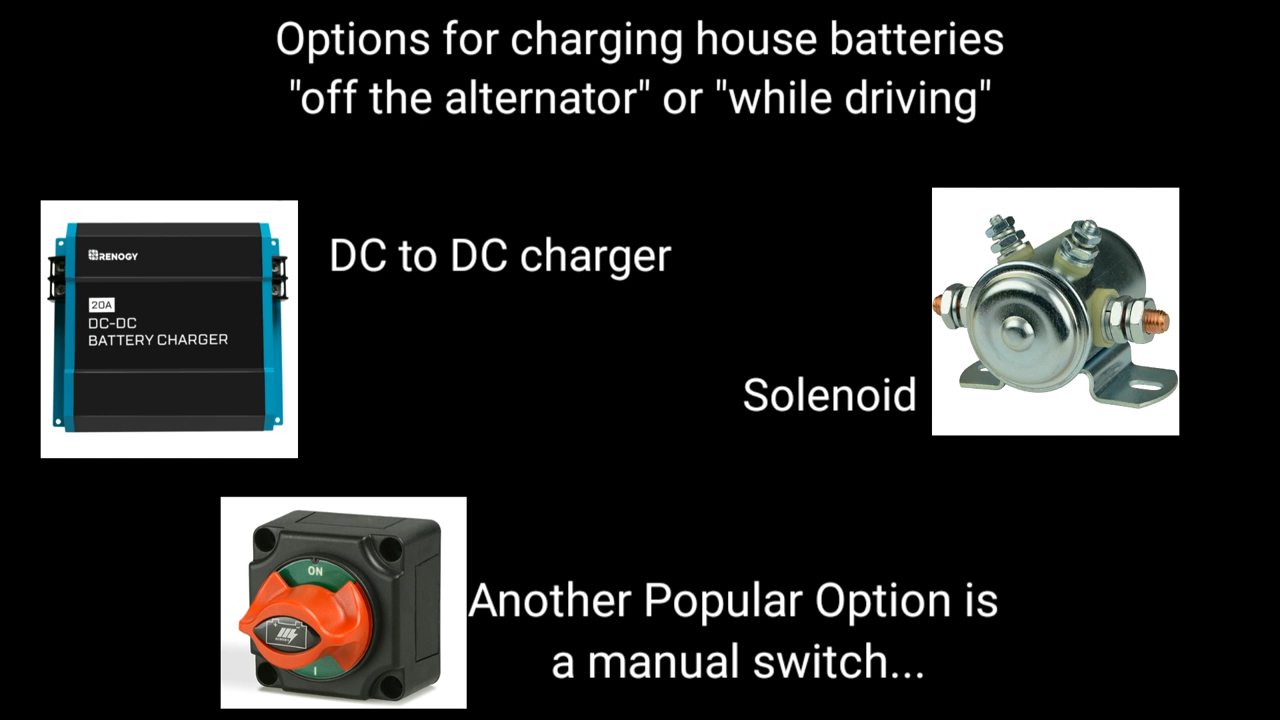 Options for charging house batteries
"off the alternator" or "while driving"
RENOGY
20A
DC-DC
BATTERY CHARGER
DC to DC charger
Solenoid
ON
I
Another Popular Option is
a manual switch...